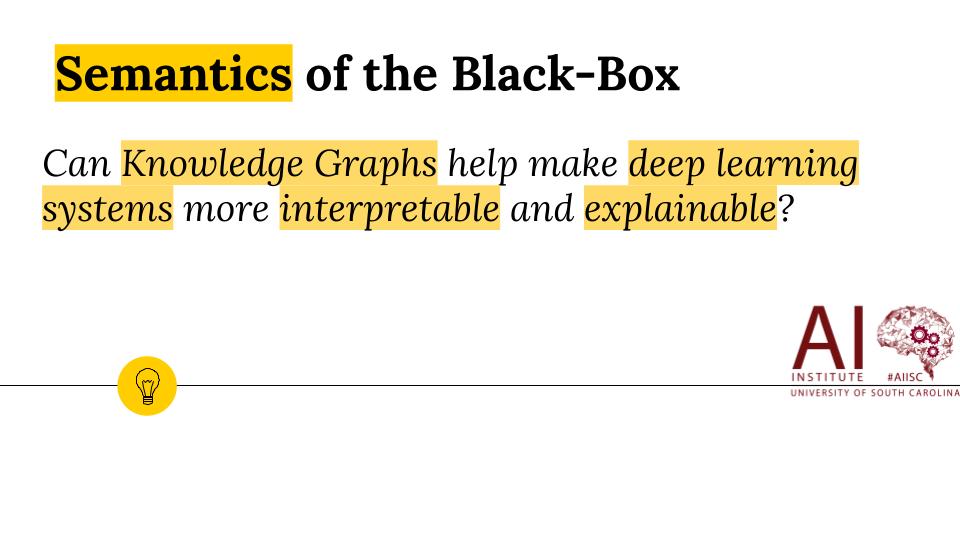 Semantics of the Black-Box
Can Knowledge Graphs help make deep learning
systems more interpretable and explainable?
AI
INSTITUTE #AIISC
UNIVERSITY OF SOUTH CAROLINA